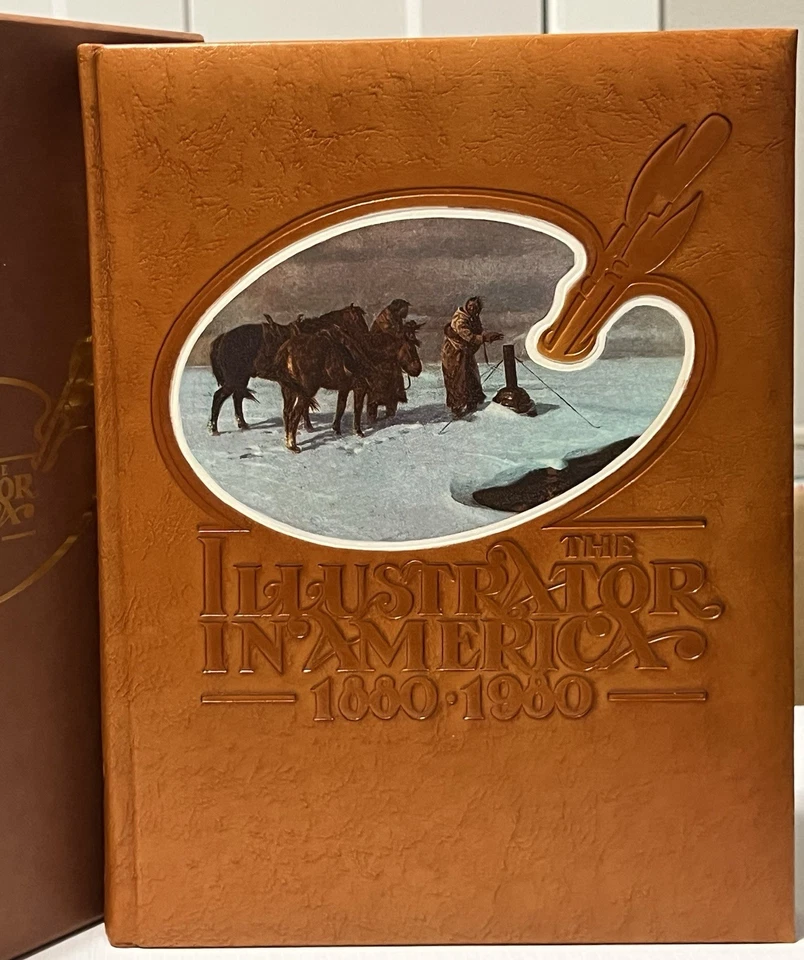 THE
ILLUSTRATOR
IN AMERICA
1880·1980